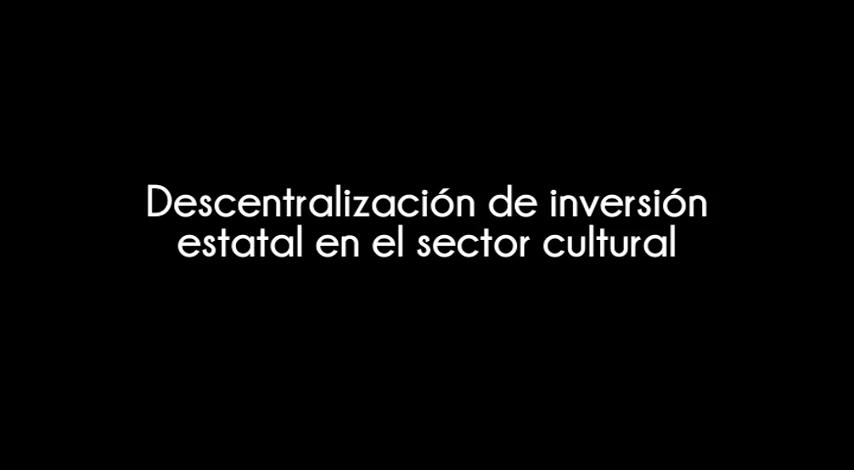 Descentralización de inversión
estatal en el sector cultural